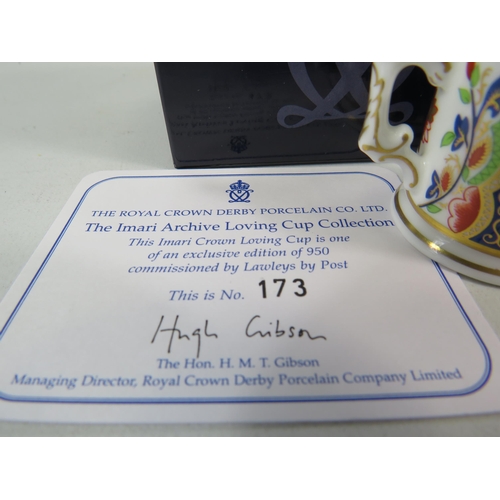 THE ROYAL CROWN DERBY PORCELAIN CO. LTD.
The Imari Archive Loving Cup Collection
This Imari Crown Loving Cup is one
of an exclusive edition of 950
commissioned by Lawleys by Post
This is No. 173
Hugh Gibson
The Hon. H. M. T. Gibson
Managing Director, Royal Crown Derby Porcelain Company Limited